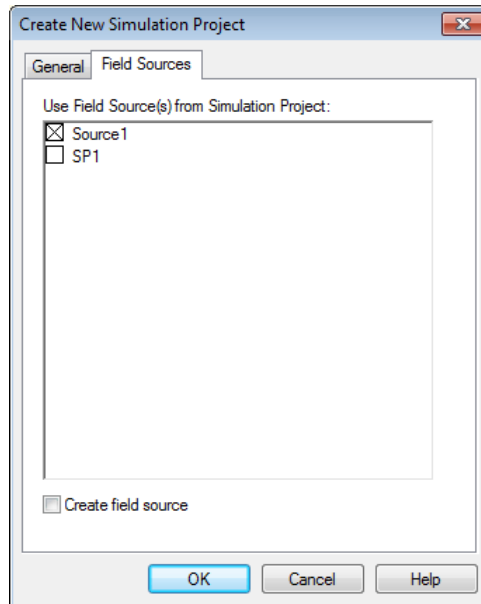 Create New Simulation Project
General Field Sources
Use Field Source(s) from Simulation Project:
Source1
SP1
Create field source
OK Cancel Help